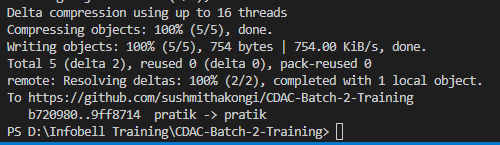 Delta compression using up to 16 threads
Compressing objects: 100% (5/5), done.
Writing objects: 100% (5/5), 754 bytes | 754.00 KiB/s, done.
Total 5 (delta 2), reused 0 (delta 0), pack-reused 0
remote: Resolving deltas: 100% (2/2), completed with 1 local object.
To https://github.com/sushmithakongi/CDAC-Batch-2-Training
   b720980..9ff8714  pratik -> pratik
PS D:\Infobell Training\CDAC-Batch-2-Training>